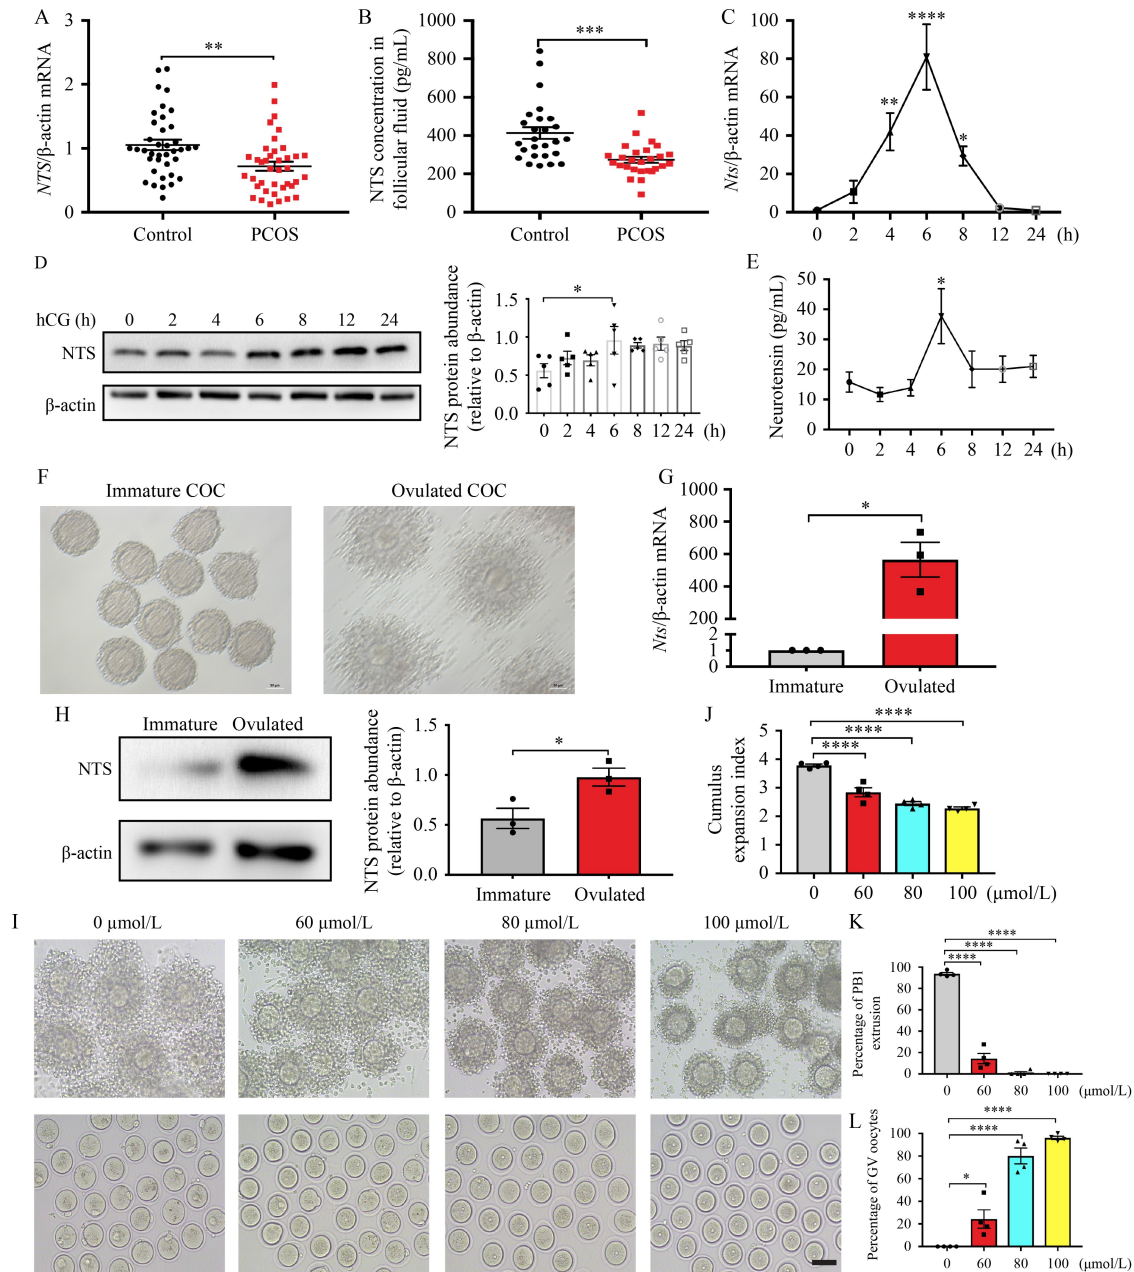 A
NTS/β-actin mRNA
3
2
1
0
**
Control
PCOS
B
NTS concentration in
follicular fluid (pg/mL)
1000
800
600
400
200
0
***
Control
PCOS
C
Nts/β-actin mRNA
100
80
60
40
20
0
**
****
*
0 2 4 6 8 12 24 (h)
D
hCG (h) 0 2 4 6 8 12 24
NTS
β-actin
NTS protein abundance
(relative to β-actin)
1.5
1.0
0.5
0.0
*
0 2 4 6 8 12 24 (h)
E
Neurotensin (pg/mL)
50
40
30
20
10
0
*
0 2 4 6 8 12 24 (h)
F
Immature COC
Ovulated COC
G
Nts/β-actin mRNA
1000
800
600
400
200
2
1
0
*
Immature
Ovulated
H
Immature Ovulated
NTS
β-actin
NTS protein abundance
(relative to β-actin)
1.5
1.0
0.5
0.0
*
Immature
Ovulated
J
Cumulus
expansion index
5
4
3
2
1
0
****
****
****
0 60 80 100 (μmol/L)
I
0 μmol/L
60 μmol/L
80 μmol/L
100 μmol/L
K
Percentage of PB1
extrusion
100
80
60
40
20
0
****
****
****
0 60 80 100 (μmol/L)
L
Percentage of GV oocytes
100
80
60
40
20
0
****
****
*
0 60 80 100 (μmol/L)